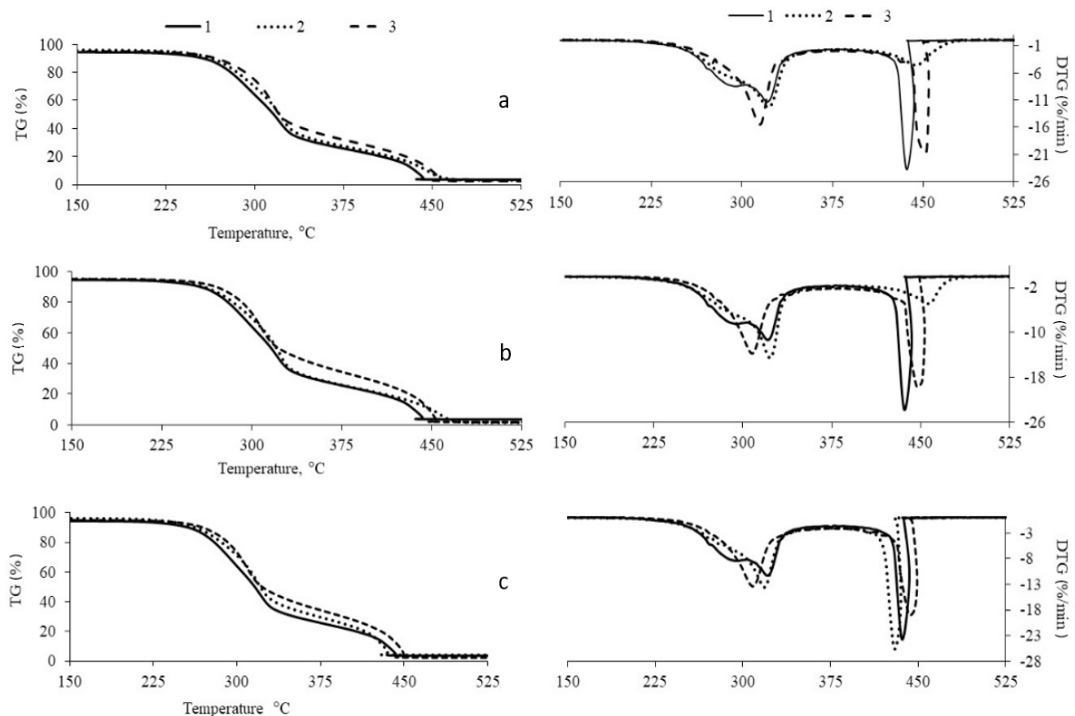 1 2 3
1 2 3
100
80
60
40
20
0
TG (%)
150 225 300 375 450 525
Temperature, °C
a
-1
-6
-11
-16
-21
-26
DTG (%/min)
150 225 300 375 450 525
100
80
60
40
20
0
TG (%)
150 225 300 375 450 525
Temperature, °C
b
-2
-10
-18
-26
DTG (%/min)
150 225 300 375 450 525
100
80
60
40
20
0
TG (%)
150 225 300 375 450 525
Temperature °C
c
-3
-8
-13
-18
-23
-28
DTG (%/min)
150 225 300 375 450 525